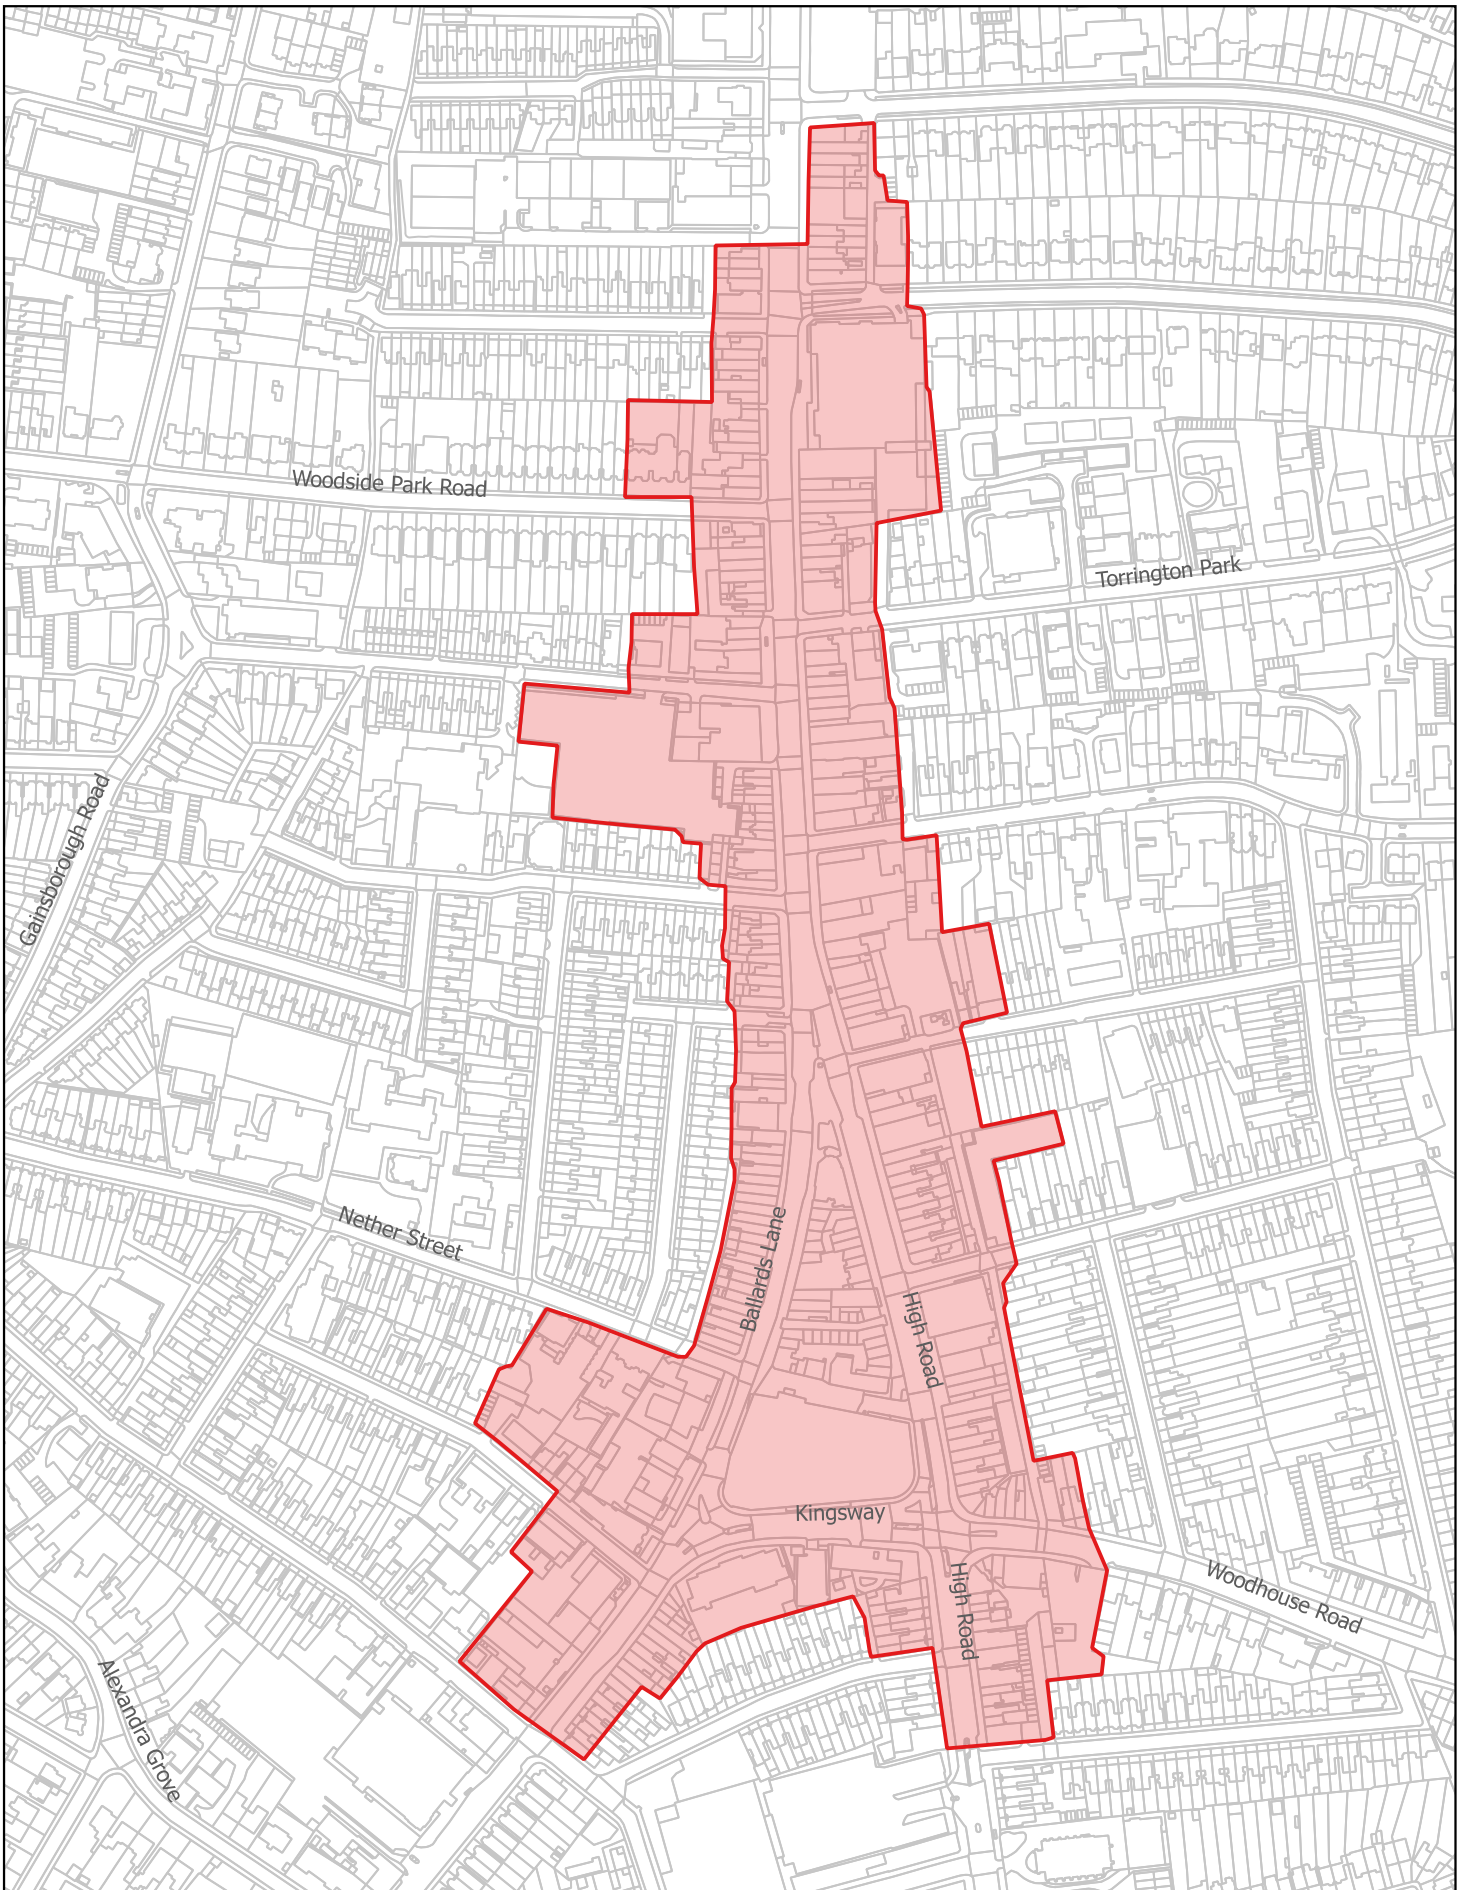 Woodside Park Road
Torrington Park
Gainsborough Road
Nether Street
Ballards Lane
High Road
Kingsway
High Road
Woodhouse Road
Alexandra Grove